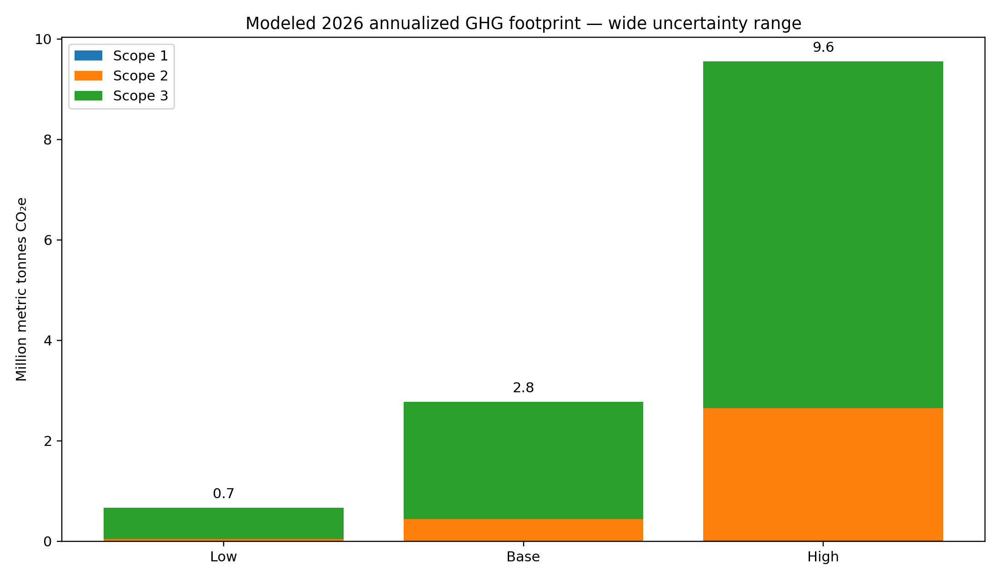 Modeled 2026 annualized GHG footprint — wide uncertainty range
Million metric tonnes CO₂e
10
8
6
4
2
0
Scope 1
Scope 2
Scope 3
0.7
2.8
9.6
Low
Base
High